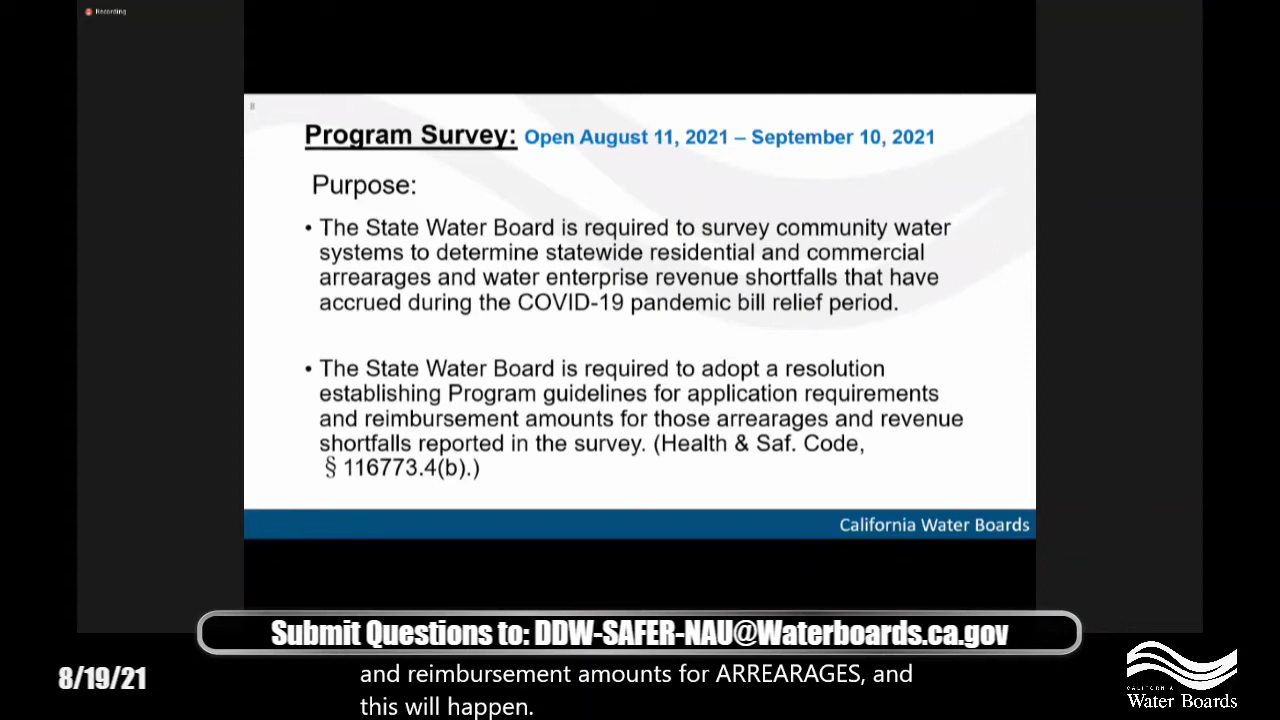 Recording
Program Survey: Open August 11, 2021 – September 10, 2021
Purpose:
• The State Water Board is required to survey community water
systems to determine statewide residential and commercial
arrearages and water enterprise revenue shortfalls that have
accrued during the COVID-19 pandemic bill relief period.
• The State Water Board is required to adopt a resolution
establishing Program guidelines for application requirements
and reimbursement amounts for those arrearages and revenue
shortfalls reported in the survey. (Health & Saf. Code,
§ 116773.4(b).)
California Water Boards
Submit Questions to: DDW-SAFER-NAU@Waterboards.ca.gov
8/19/21
and reimbursement amounts for ARREARAGES, and
this will happen.
CALIFORNIA
Water Boards